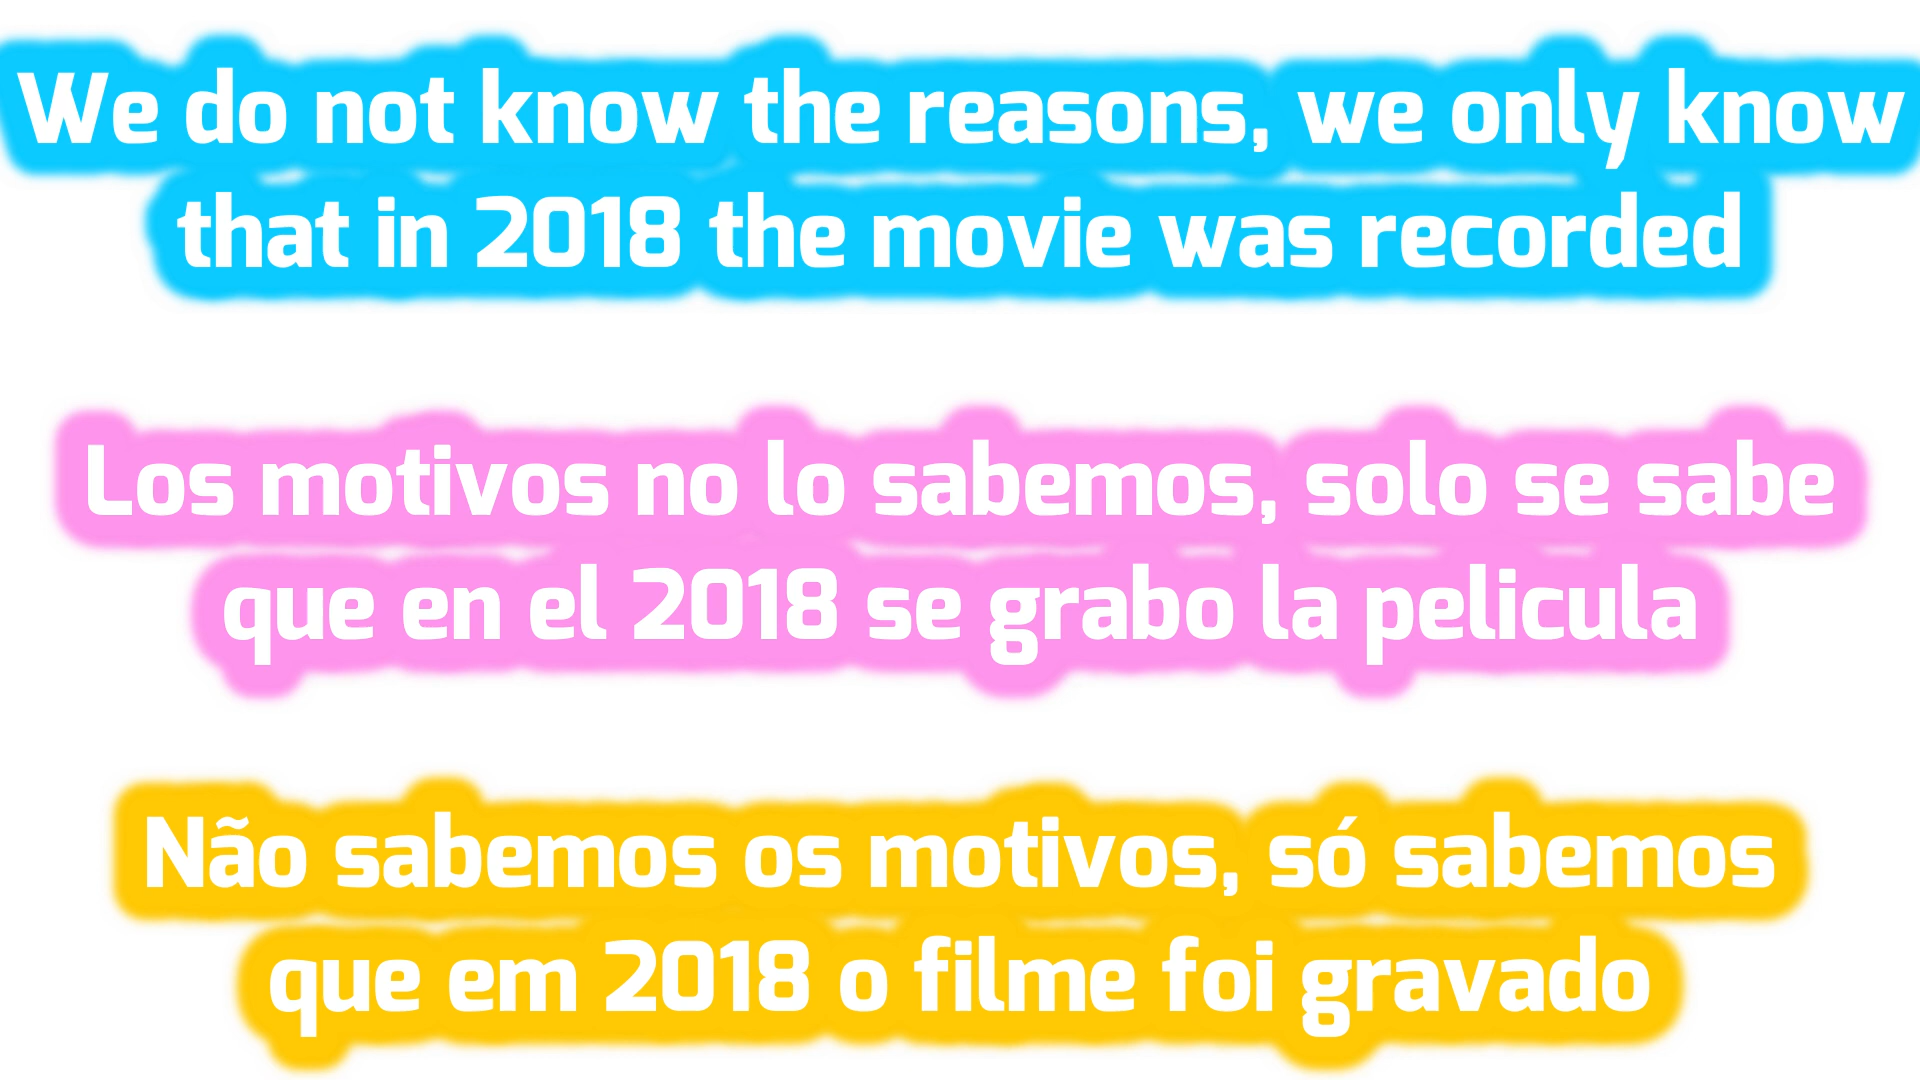 We do not know the reasons, we only know
that in 2018 the movie was recorded
Los motivos no lo sabemos, solo se sabe
que en el 2018 se grabo la pelicula
Não sabemos os motivos, só sabemos
que em 2018 o filme foi gravado